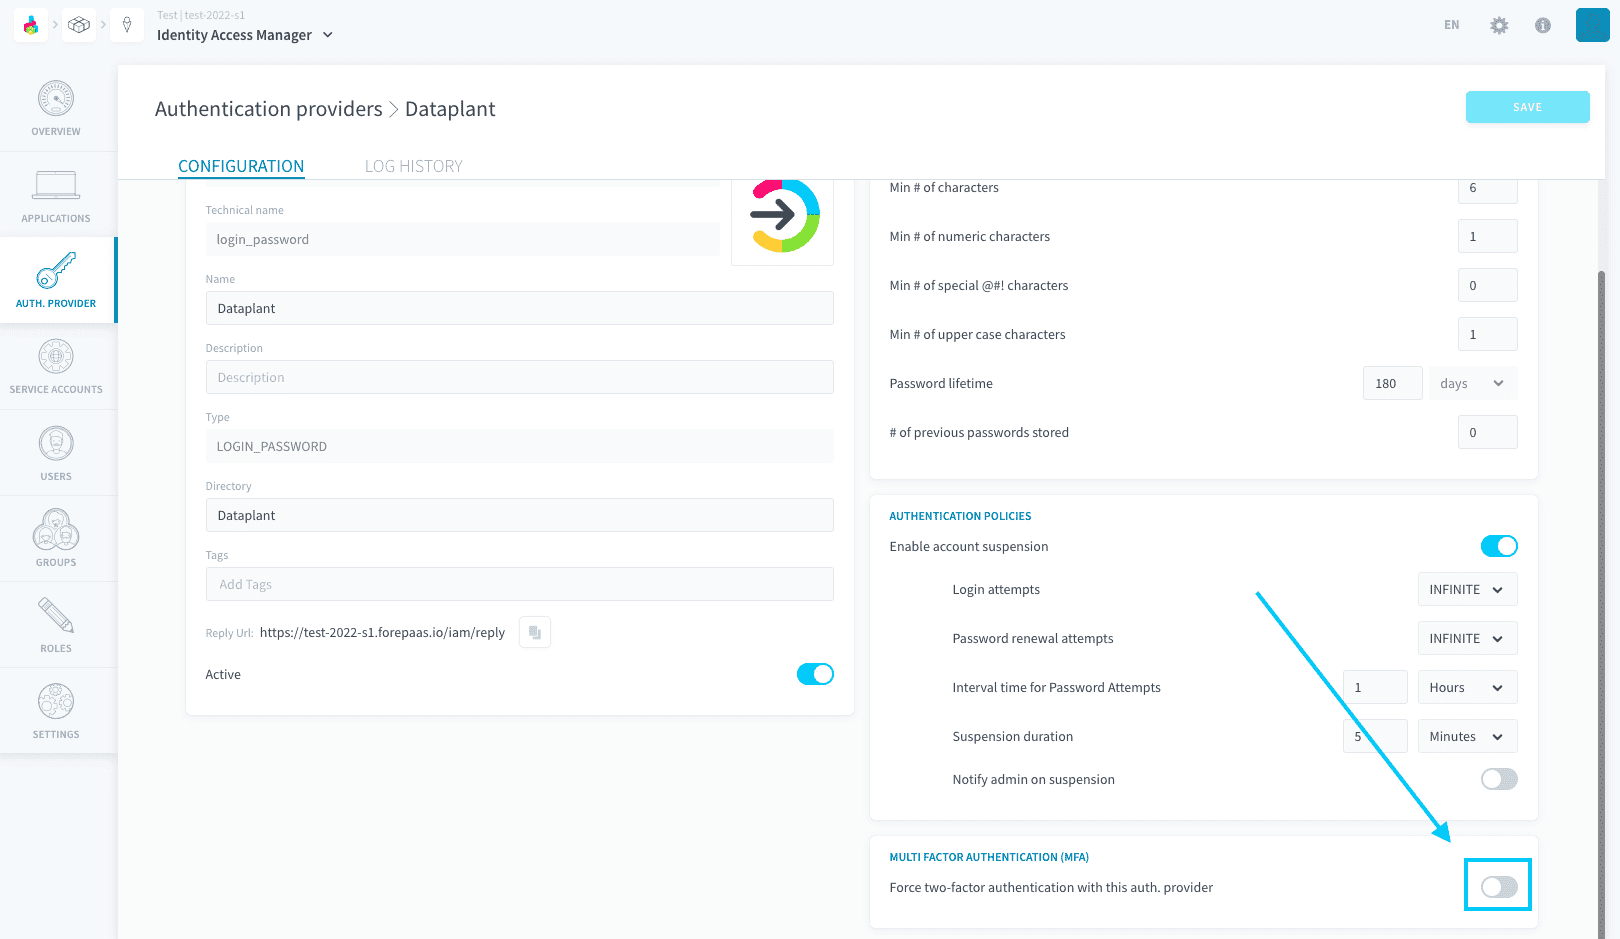 Test | test-2022-s1
Identity Access Manager
EN
OVERVIEW
APPLICATIONS
AUTH. PROVIDER
SERVICE ACCOUNTS
USERS
GROUPS
ROLES
SETTINGS
Authentication providers > Dataplant
SAVE
CONFIGURATION
LOG HISTORY
Technical name
login_password
Name
Dataplant
Description
Description
Type
LOGIN_PASSWORD
Directory
Dataplant
Tags
Add Tags
Reply Url: https://test-2022-s1.forepaas.io/iam/reply
Active
Min # of characters 6
Min # of numeric characters 1
Min # of special @#! characters 0
Min # of upper case characters 1
Password lifetime 180 days
# of previous passwords stored 0
AUTHENTICATION POLICIES
Enable account suspension
Login attempts INFINITE
Password renewal attempts INFINITE
Interval time for Password Attempts 1 Hours
Suspension duration 5 Minutes
Notify admin on suspension
MULTI FACTOR AUTHENTICATION (MFA)
Force two-factor authentication with this auth. provider